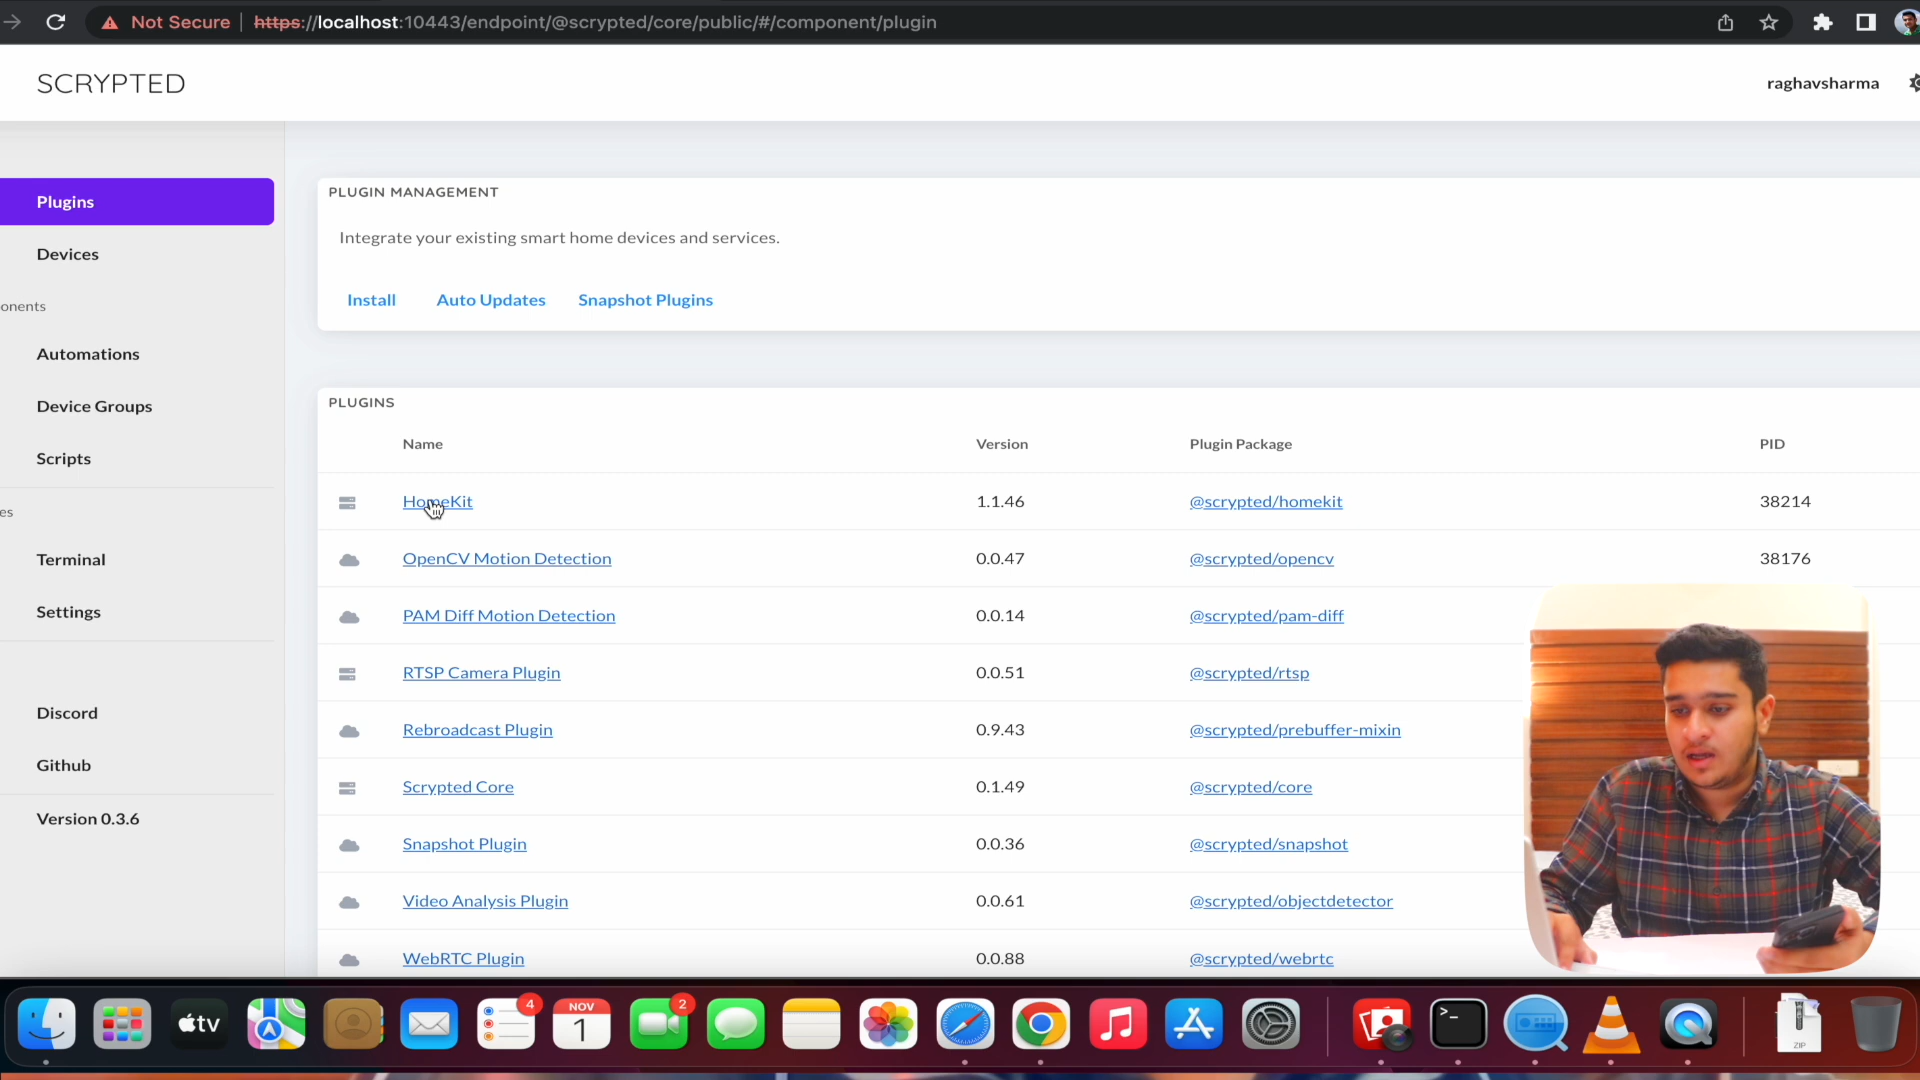 Not Secure | https://localhost:10443/endpoint/@scrypted/core/public/#/component/plugin
SCRYPTED
raghavsharma
Plugins
Devices
onents
Automations
Device Groups
Scripts
es
Terminal
Settings
Discord
Github
Version 0.3.6
PLUGIN MANAGEMENT
Integrate your existing smart home devices and services.
Install Auto Updates Snapshot Plugins
PLUGINS
Name Version Plugin Package PID
HomeKit 1.1.46 @scrypted/homekit 38214
OpenCV Motion Detection 0.0.47 @scrypted/opencv 38176
PAM Diff Motion Detection 0.0.14 @scrypted/pam-diff
RTSP Camera Plugin 0.0.51 @scrypted/rtsp
Rebroadcast Plugin 0.9.43 @scrypted/prebuffer-mixin
Scrypted Core 0.1.49 @scrypted/core
Snapshot Plugin 0.0.36 @scrypted/snapshot
Video Analysis Plugin 0.0.61 @scrypted/objectdetector
WebRTC Plugin 0.0.88 @scrypted/webrtc
tv
4
NOV
1
2
>_
ZIP